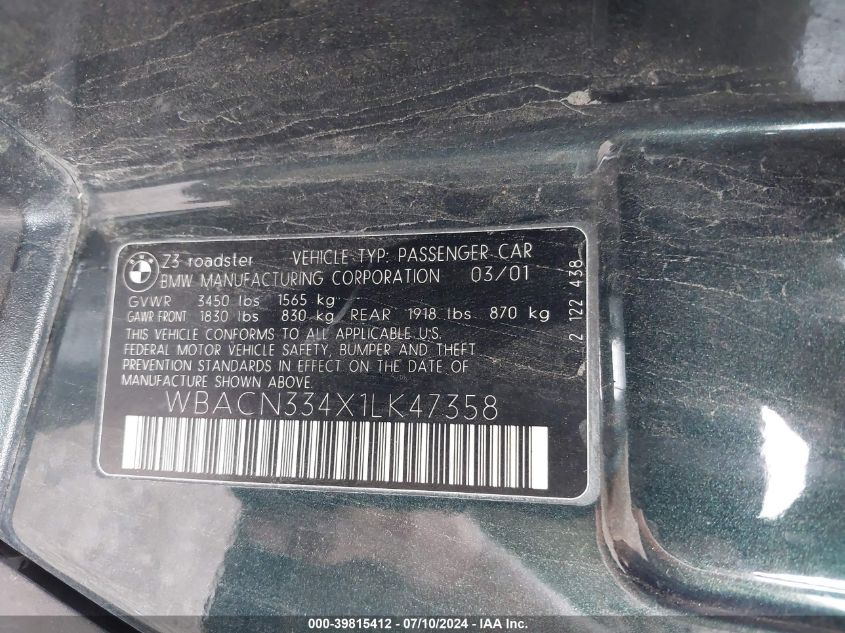 Z3 roadster VEHICLE TYP: PASSENGER CAR
BMW MANUFACTURING CORPORATION 03/01
GVWR 3450 lbs 1565 kg
GAWR FRONT 1830 lbs 830 kg REAR 1918 lbs 870 kg
THIS VEHICLE CONFORMS TO ALL APPLICABLE U.S.
FEDERAL MOTOR VEHICLE SAFETY, BUMPER AND THEFT
PREVENTION STANDARDS IN EFFECT ON THE DATE OF
MANUFACTURE SHOWN ABOVE.
WBACN334X1LK47358
2 122 438
000-39815412 - 07/10/2024 - IAA Inc.